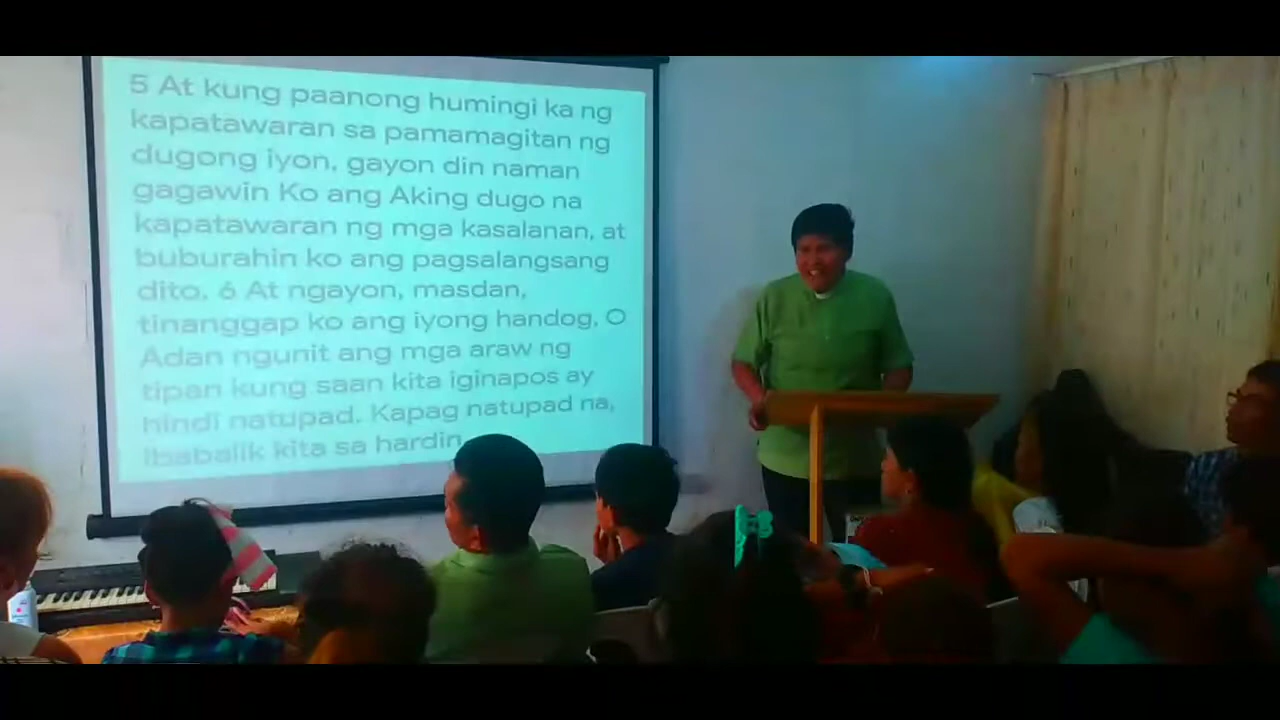 5 At kung paanong humingi ka ng
kapatawaran sa pamamagitan ng
dugong iyon, gayon din naman
gagawin Ko ang Aking dugo na
kapatawaran ng mga kasalanan, at
buburahin ko ang pagsalangsang
dito. 6 At ngayon, masdan,
tinanggap ko ang iyong handog, O
Adan ngunit ang mga araw ng
tipan kung saan kita iginapos ay
hindi natupad. Kapag natupad na,
Ibabalik kita sa hardin